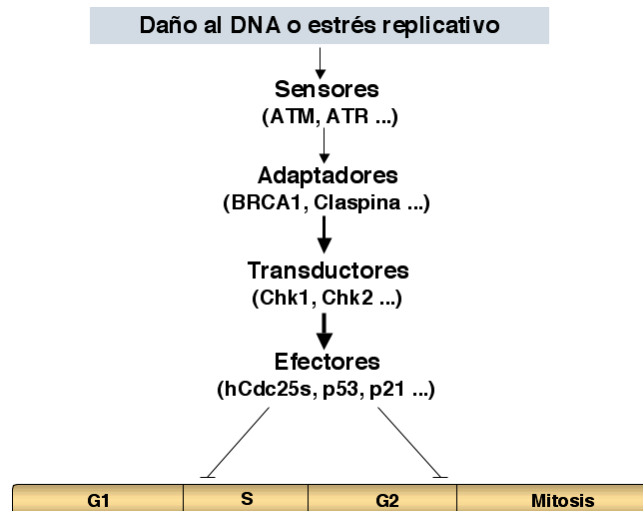 Daño al DNA o estrés replicativo
Sensores
(ATM, ATR ...)
Adaptadores
(BRCA1, Claspina ...)
Transductores
(Chk1, Chk2 ...)
Efectores
(hCdc25s, p53, p21 ...)
G1 S G2 Mitosis